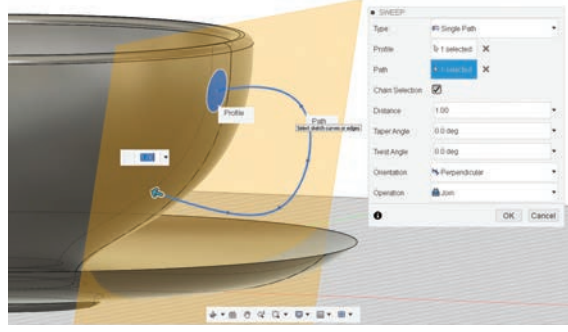 SWEEP
Type
Single Path
Profile
1 selected
Path
1 selected
Chain Selection
Distance
1.00
Taper Angle
0.0 deg
Twist Angle
0.0 deg
Orientation
Perpendicular
Operation
Join
OK Cancel
Profile
Path
Select sketch curves or edges